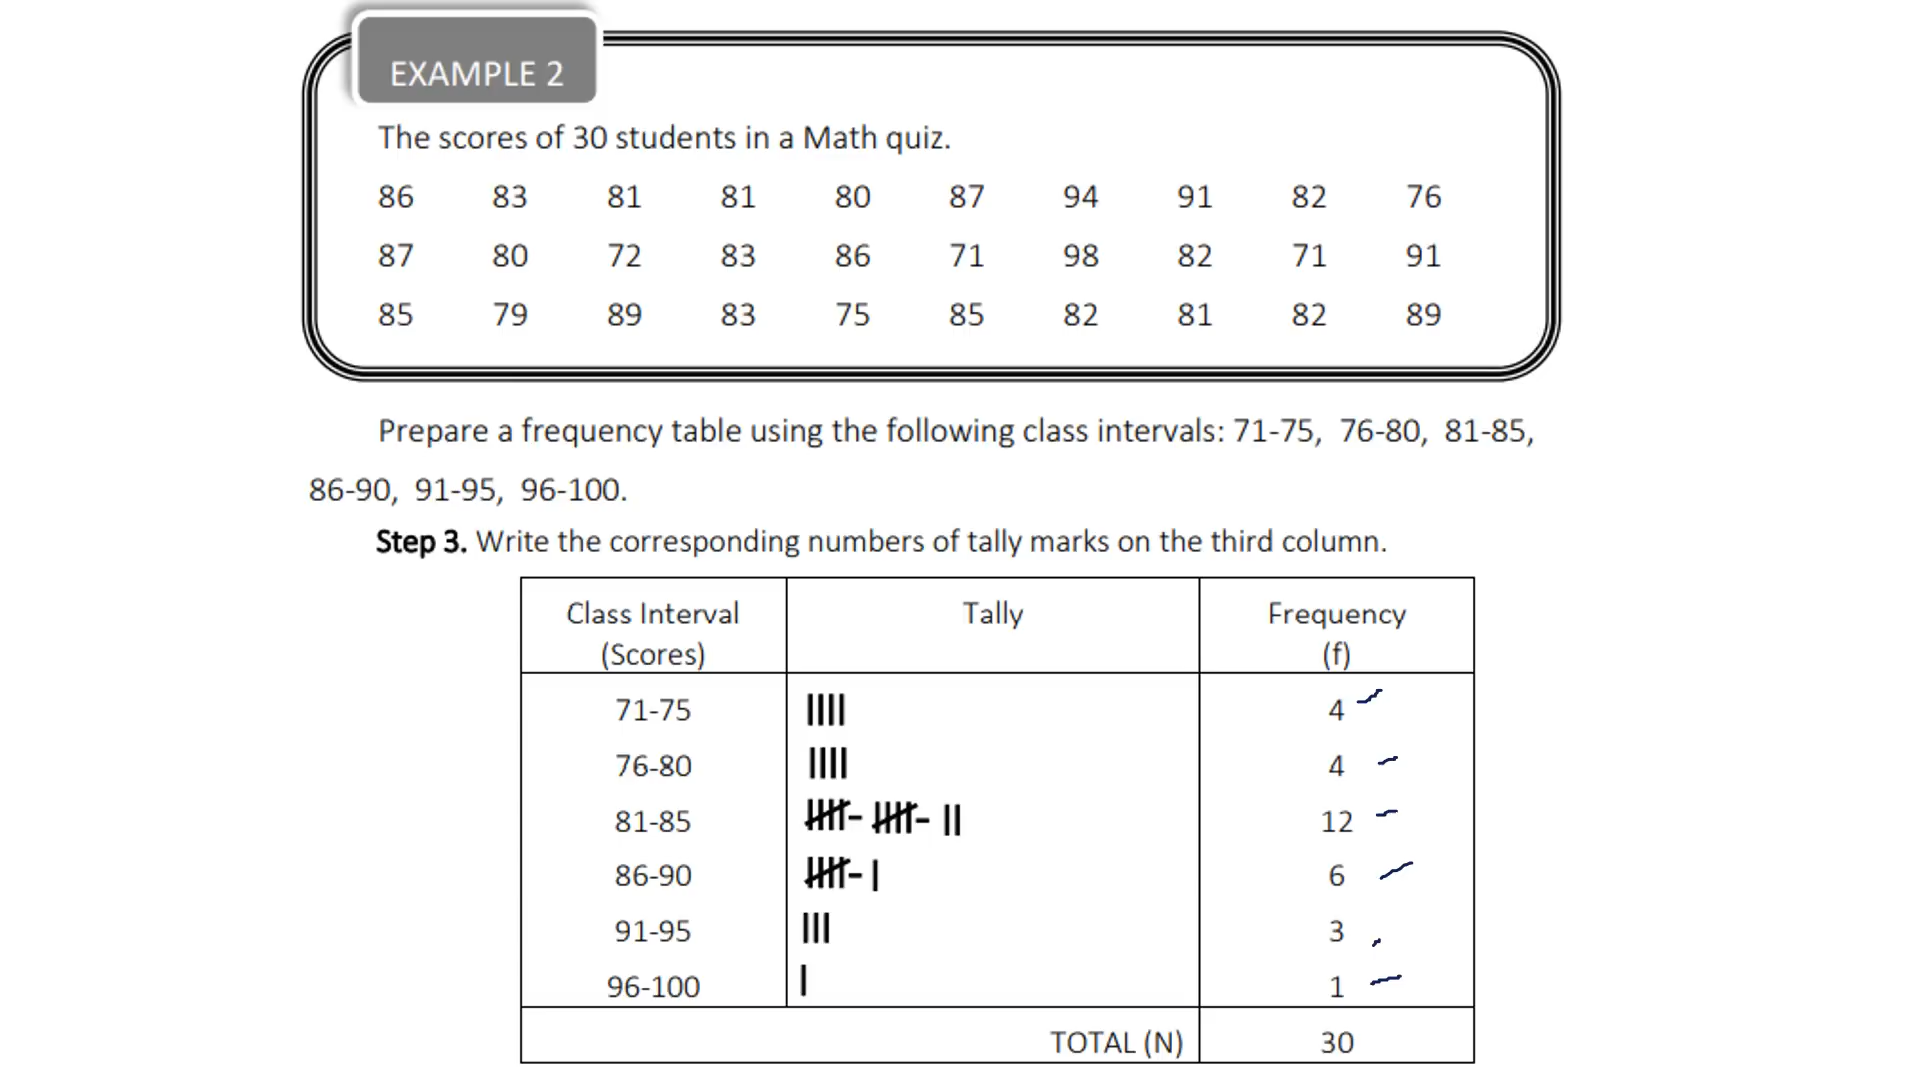 EXAMPLE 2
The scores of 30 students in a Math quiz.
86 83 81 81 80 87 94 91 82 76
87 80 72 83 86 71 98 82 71 91
85 79 89 83 75 85 82 81 82 89
Prepare a frequency table using the following class intervals: 71-75, 76-80, 81-85,
86-90, 91-95, 96-100.
Step 3. Write the corresponding numbers of tally marks on the third column.
Class Interval (Scores) Tally Frequency (f)
71-75 4
76-80 4
81-85 12
86-90 6
91-95 3
96-100 1
TOTAL (N) 30